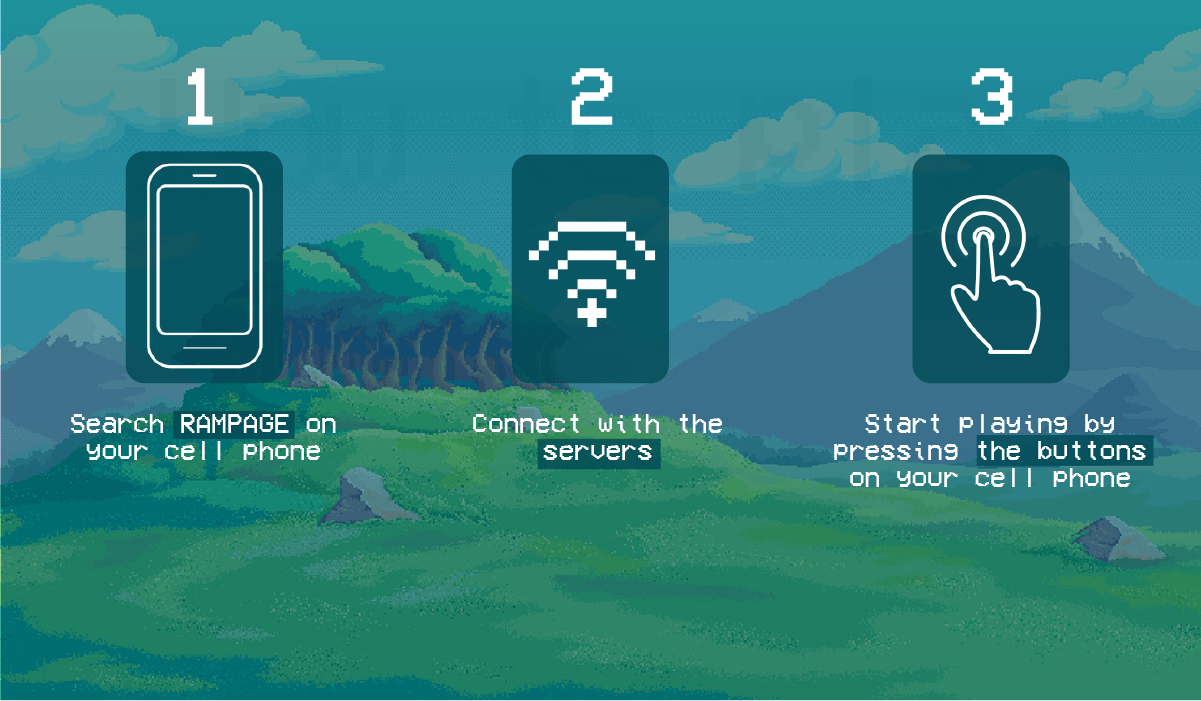 1
2
3
Search RAMPAGE on
your cell phone
Connect with the
servers
Start playing by
pressing the buttons
on your cell phone